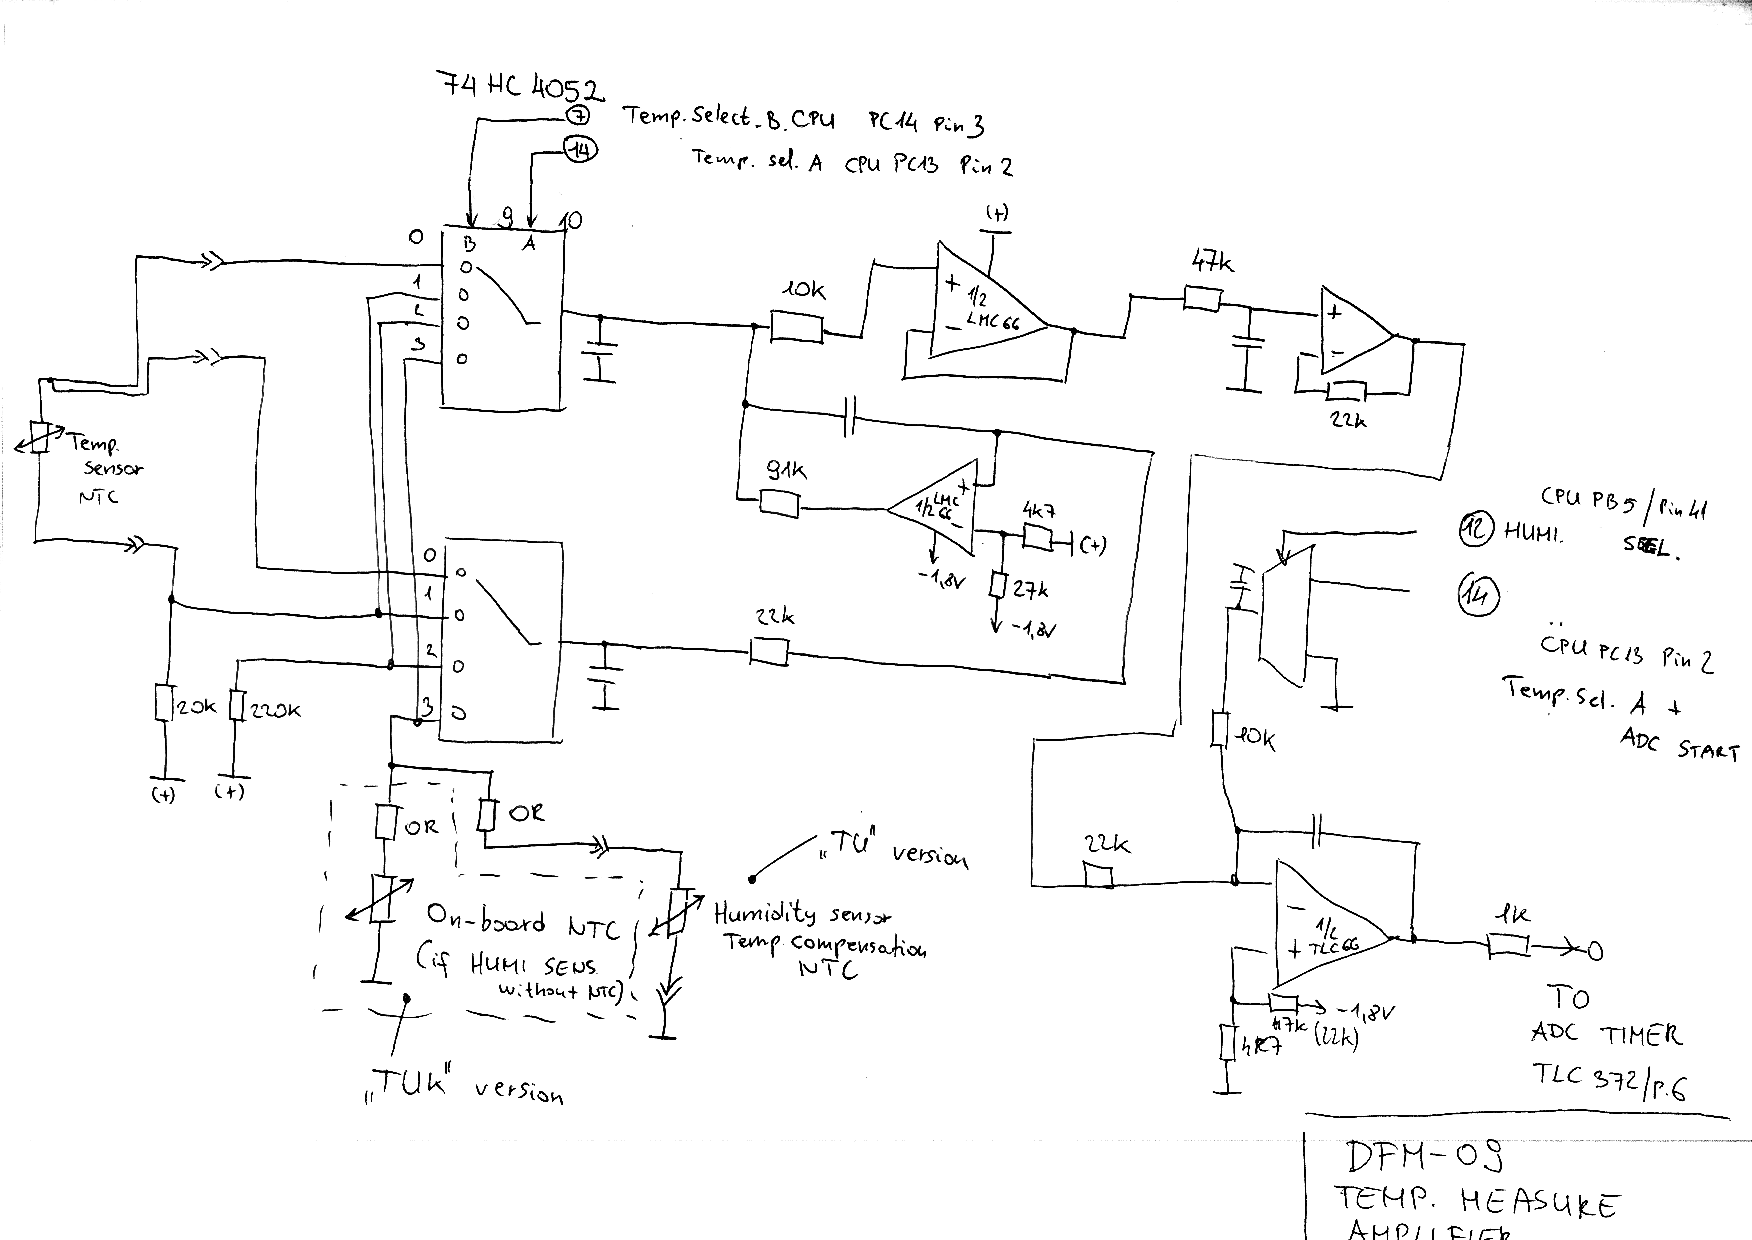 74 HC 4052
7 Temp. Select_B. CPU PC14 Pin 3
14 Temp. sel. A CPU PC13 Pin 2
9 10
B A
0
1
2
3
10K
(+)
+
1/2
LMC66
-
47K
+
-
22K
Temp.
Sensor
NTC
91K
+
LMC
1/2 66
-
4K7
(+)
-1,8V
27K
-1,8V
0
1
2
3
22K
20K
220K
(+)
(+)
CPU PB5/Pin 41
12 HUMI. SEL.
14
CPU PC13 Pin 2
Temp. Sel. A +
ADC START
10K
0R
0R
"TU" version
On-board NTC
(if HUMI SENS
without NTC)
Humidity sensor
Temp. compensation
NTC
"TUK" version
22K
-
1/2
TLC66
+
1K
47K
(22k)
-1,8V
4K7
TO
ADC TIMER
TLC 372/P.6
DFM-09
TEMP. MEASURE
AMPLIFIER